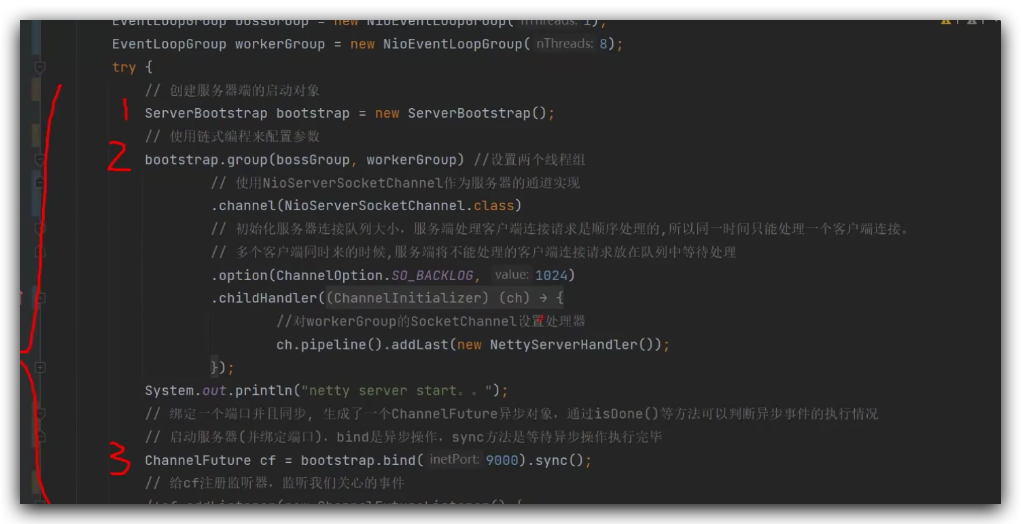 EventLoopGroup bossGroup = new NioEventLoopGroup( nThreads: 1);
EventLoopGroup workerGroup = new NioEventLoopGroup( nThreads: 8);
try {
// 创建服务器端的启动对象
1 ServerBootstrap bootstrap = new ServerBootstrap();
// 使用链式编程来配置参数
2 bootstrap.group(bossGroup, workerGroup) //设置两个线程组
// 使用NioServerSocketChannel作为服务器的通道实现
.channel(NioServerSocketChannel.class)
// 初始化服务器连接队列大小，服务端处理客户端连接请求是顺序处理的,所以同一时间只能处理一个客户端连接。
// 多个客户端同时来的时候,服务端将不能处理的客户端连接请求放在队列中等待处理
.option(ChannelOption.SO_BACKLOG, value: 1024)
.childHandler((ChannelInitializer) (ch) → {
//对workerGroup的SocketChannel设置处理器
ch.pipeline().addLast(new NettyServerHandler());
});
System.out.println("netty server start。。");
// 绑定一个端口并且同步, 生成了一个ChannelFuture异步对象，通过isDone()等方法可以判断异步事件的执行情况
// 启动服务器(并绑定端口)，bind是异步操作，sync方法是等待异步操作执行完毕
3 ChannelFuture cf = bootstrap.bind( inetPort: 9000).sync();
// 给cf注册监听器，监听我们关心的事件
/*cf.addListener(new ChannelFutureListener() {